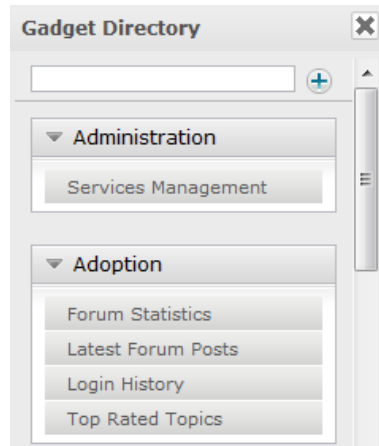 Gadget Directory
Administration
Services Management
Adoption
Forum Statistics
Latest Forum Posts
Login History
Top Rated Topics